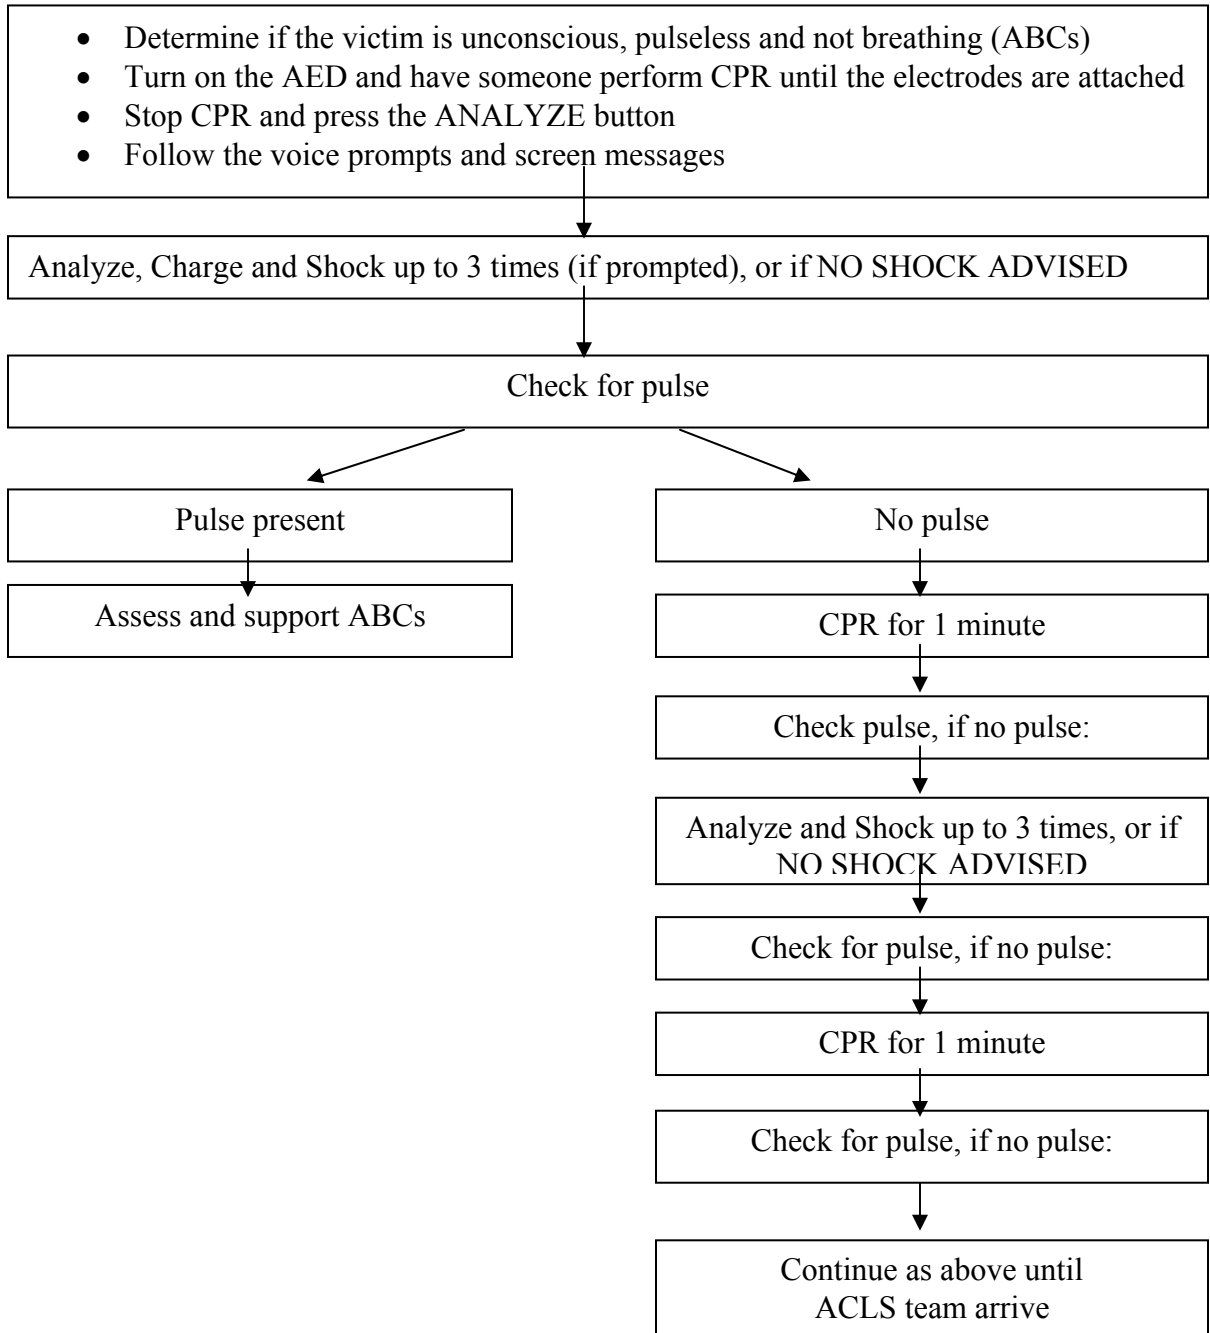 • Determine if the victim is unconscious, pulseless and not breathing (ABCs)
• Turn on the AED and have someone perform CPR until the electrodes are attached
• Stop CPR and press the ANALYZE button
• Follow the voice prompts and screen messages
Analyze, Charge and Shock up to 3 times (if prompted), or if NO SHOCK ADVISED
Check for pulse
Pulse present
Assess and support ABCs
No pulse
CPR for 1 minute
Check pulse, if no pulse:
Analyze and Shock up to 3 times, or if
NO SHOCK ADVISED
Check for pulse, if no pulse:
CPR for 1 minute
Check for pulse, if no pulse:
Continue as above until
ACLS team arrive